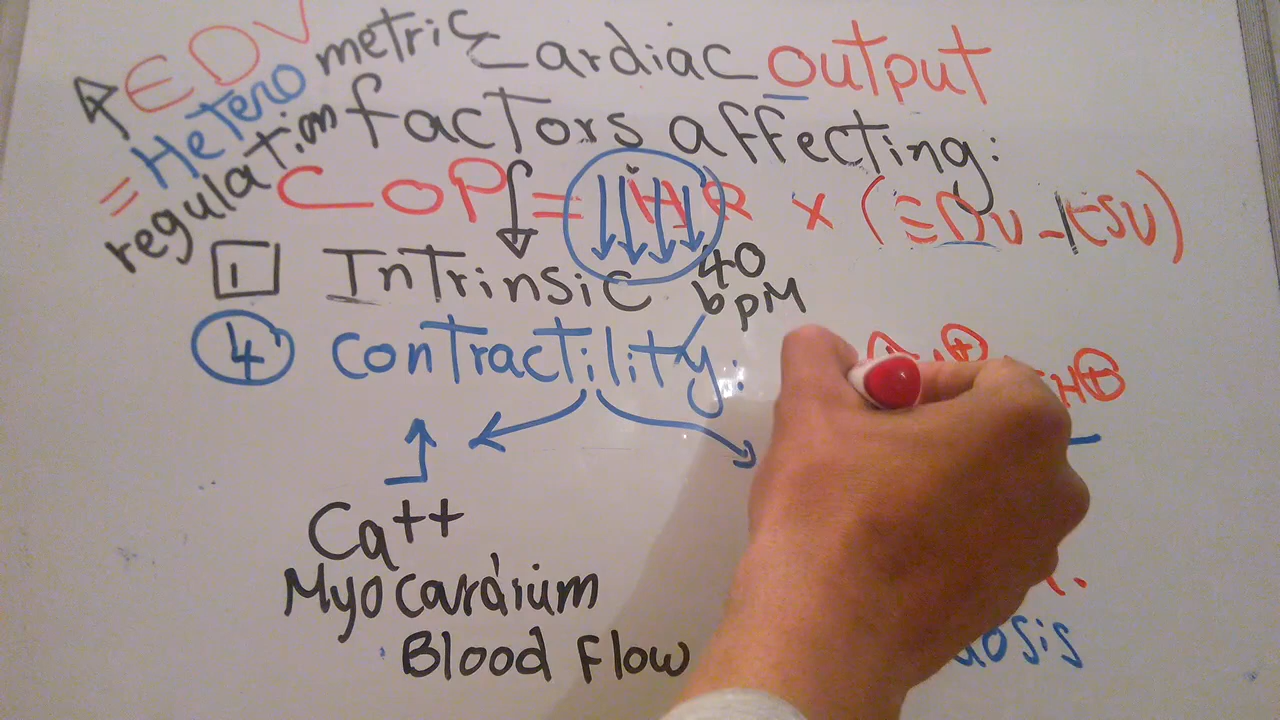 ↑ EDV
= Hetero metric
regulation
Cardiac output
factors affecting:
COP = HR × (EDV - ESV)
1 Intrinsic
40
bpM
4 contractility:
H+
Ca++
Myocardium
Blood Flow